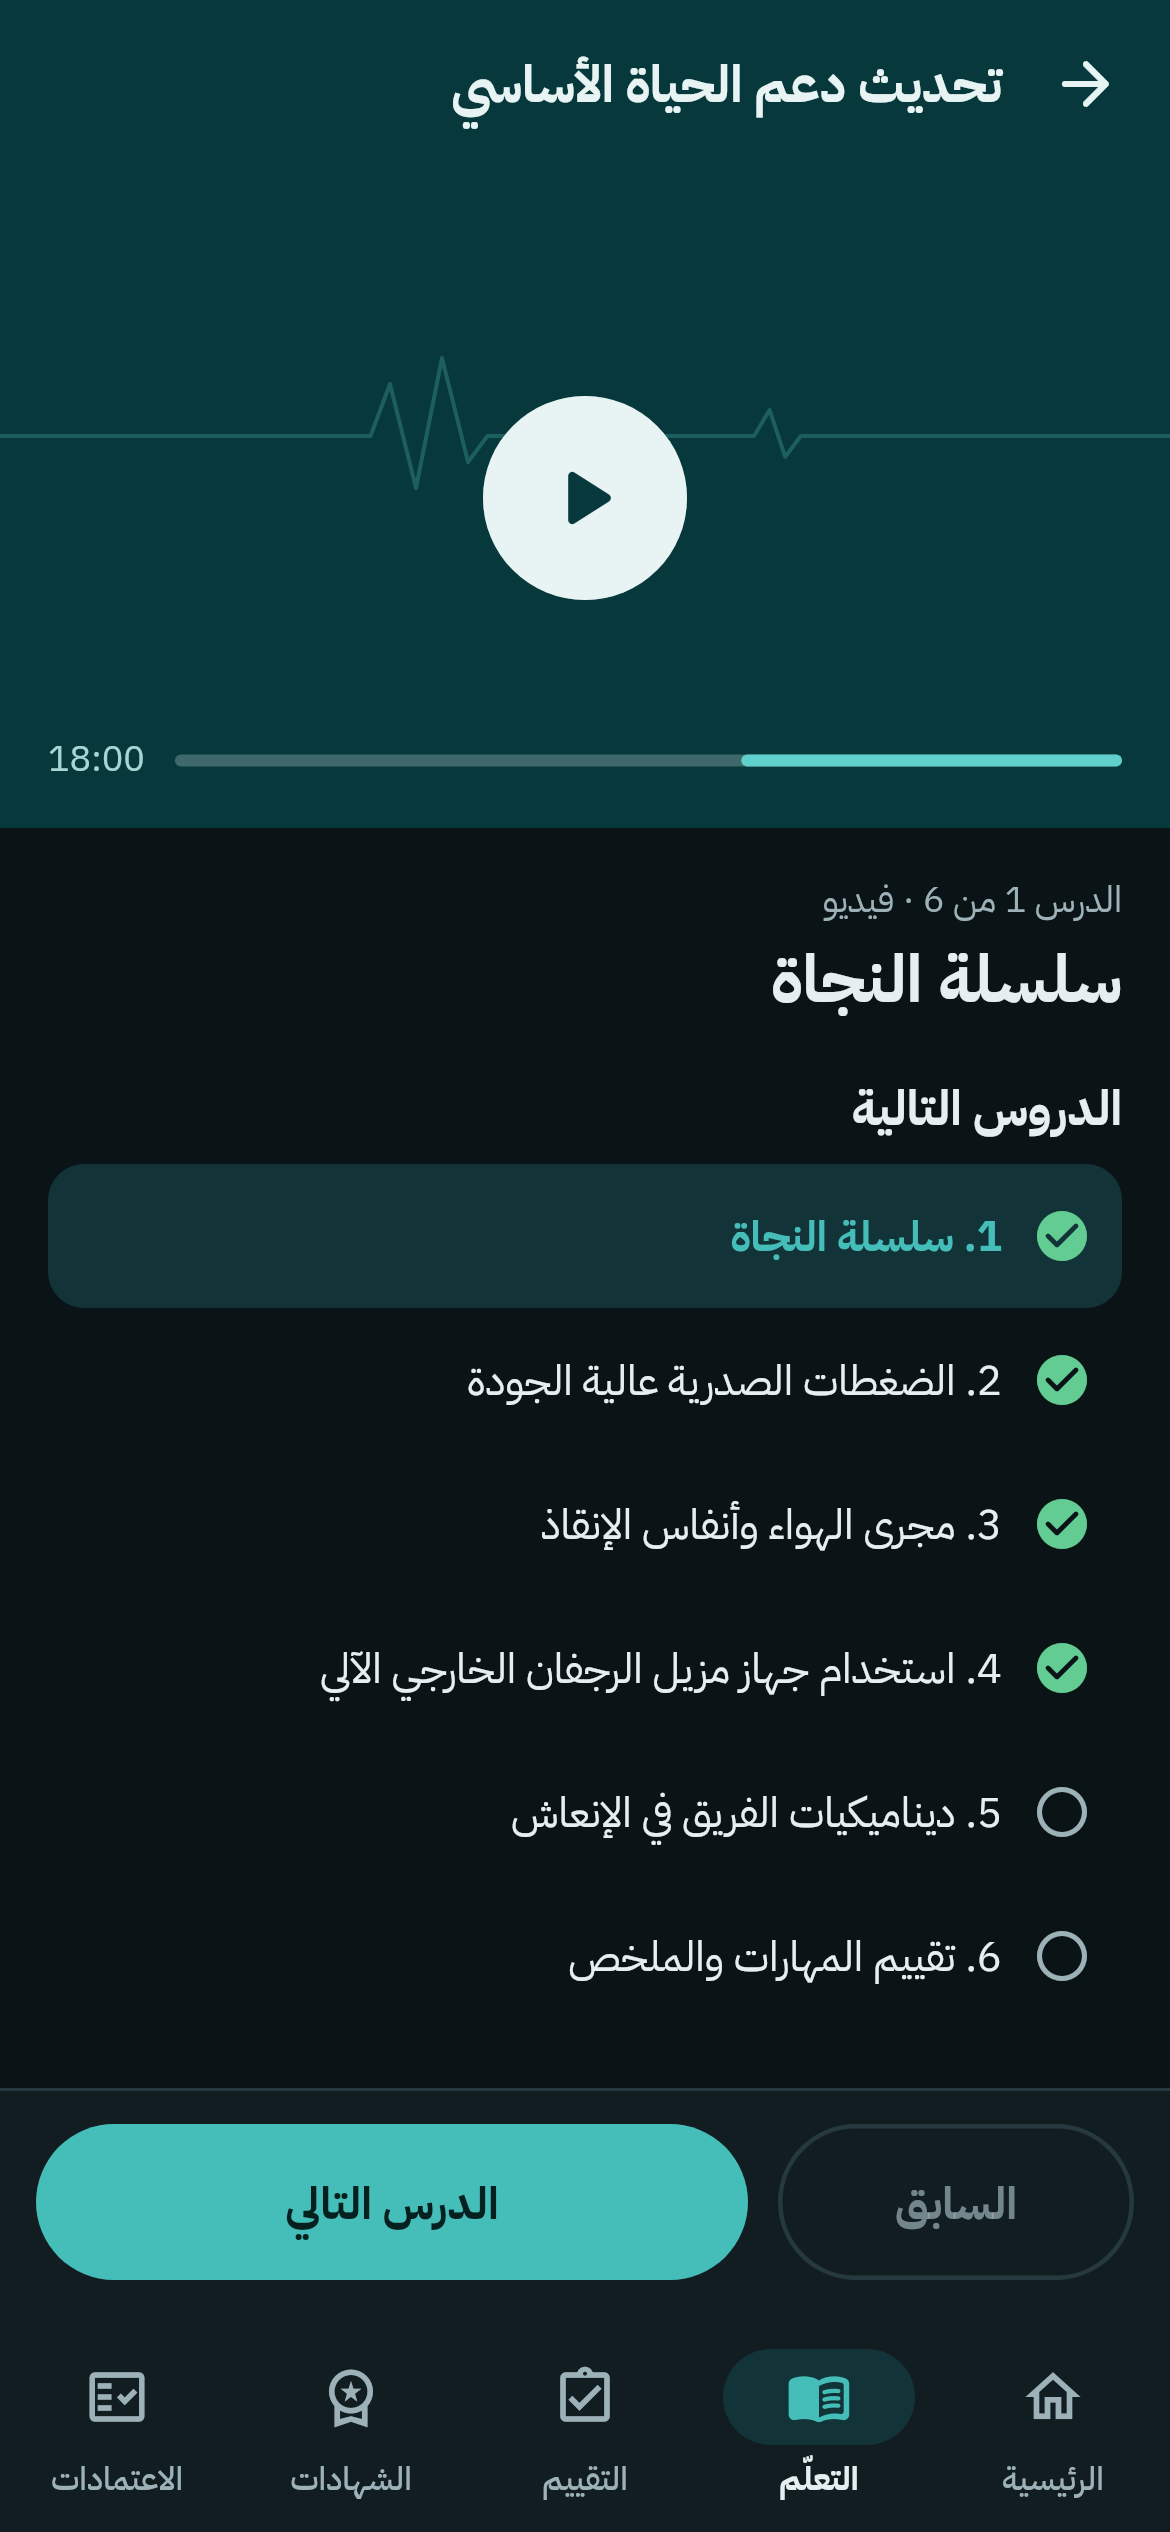 تحديث دعم الحياة الأساسي
18:00
الدرس 1 من 6 · فيديو
سلسلة النجاة
الدروس التالية
1. سلسلة النجاة
2. الضغطات الصدرية عالية الجودة
3. مجرى الهواء وأنفاس الإنقاذ
4. استخدام جهاز مزيل الرجفان الخارجي الآلي
5. ديناميكيات الفريق في الإنعاش
6. تقييم المهارات والملخص
السابق
الدرس التالي
الرئيسية
التعلّم
التقييم
الشهادات
الاعتمادات